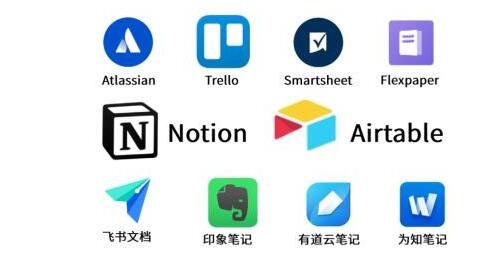 Atlassian
Trello
Smartsheet
Flexpaper
N Notion
Airtable
飞书文档
印象笔记
有道云笔记
W
为知笔记